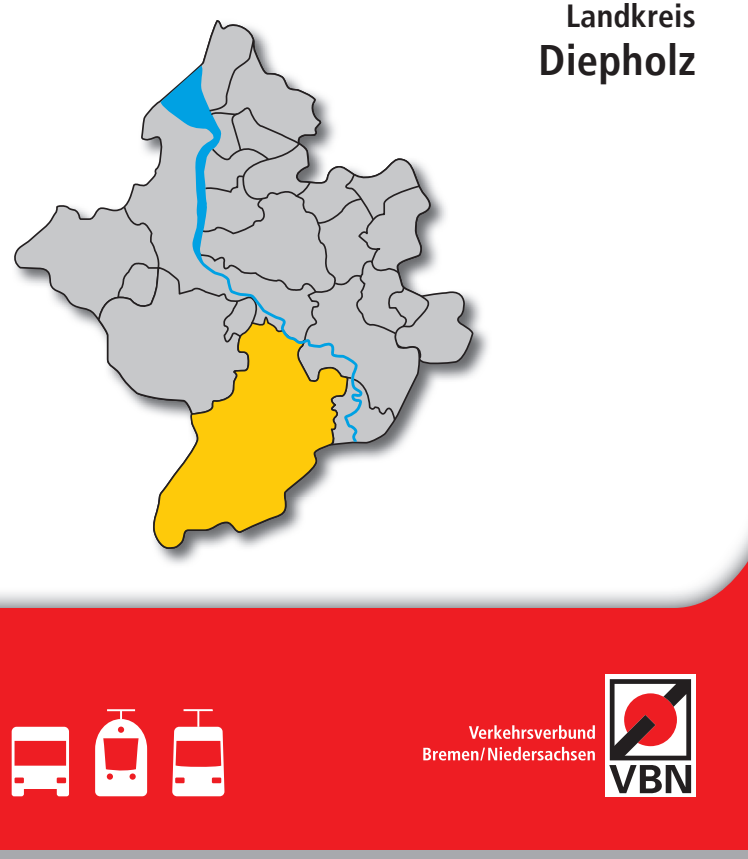 Landkreis
Diepholz
Verkehrsverbund
Bremen/Niedersachsen
VBN